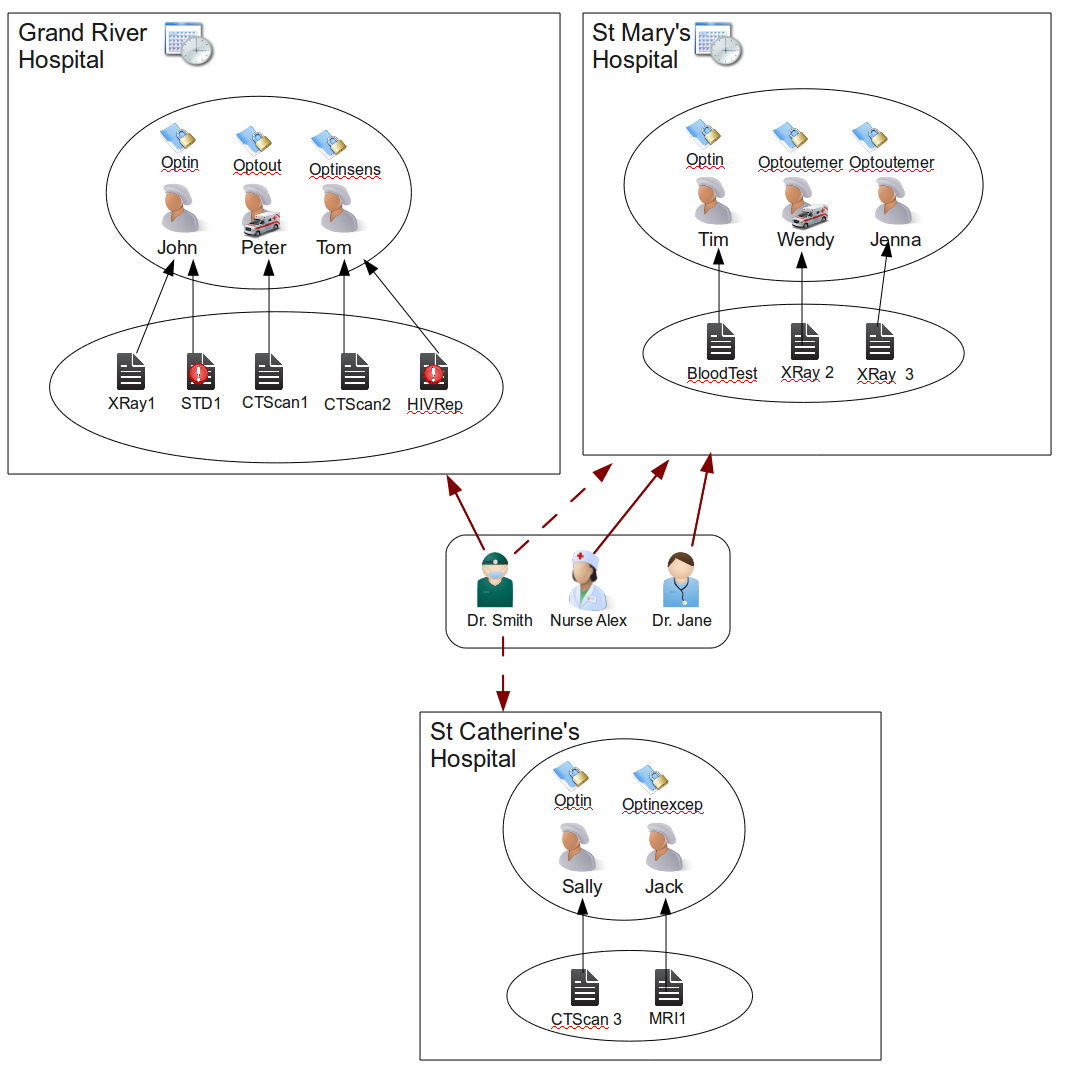 Grand River
Hospital
Optin
Optout
Optinsens
John
Peter
Tom
XRay1
STD1
CTScan1
CTScan2
HIVRep
St Mary's
Hospital
Optin
Optoutemer
Optoutemer
Tim
Wendy
Jenna
BloodTest
XRay 2
XRay 3
Dr. Smith
Nurse Alex
Dr. Jane
St Catherine's
Hospital
Optin
Optinexcep
Sally
Jack
CTScan 3
MRI1